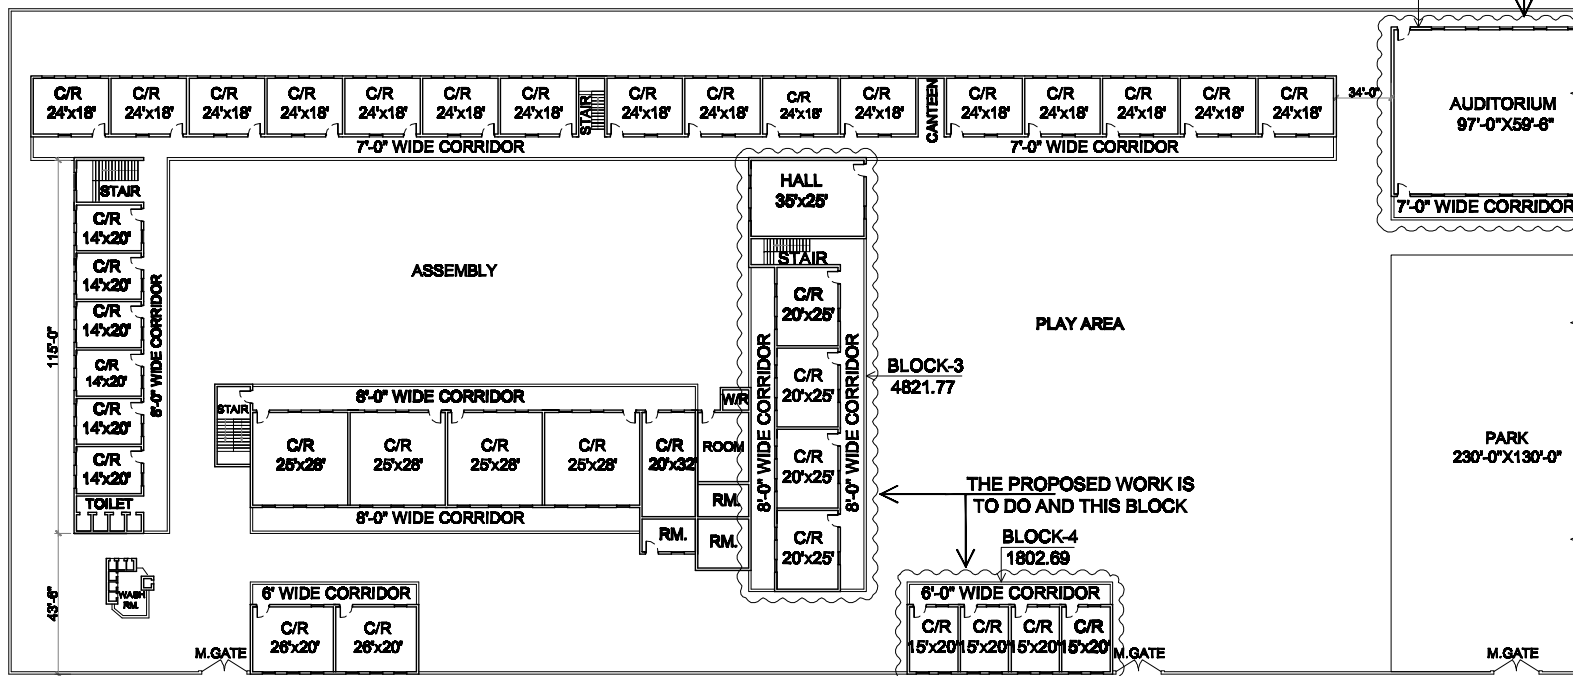 C/R
24'x18'
C/R
24'x18'
C/R
24'x18'
C/R
24'x18'
C/R
24'x18'
C/R
24'x18'
C/R
24'x18'
STAIR
C/R
24'x18'
C/R
24'x18'
C/R
24'x18'
C/R
24'x18'
CANTEEN
C/R
24'x18'
C/R
24'x18'
C/R
24'x18'
C/R
24'x18'
C/R
24'x18'
34'-0"
AUDITORIUM
97'-0"X59'-6"
7'-0" WIDE CORRIDOR
7'-0" WIDE CORRIDOR
7'-0" WIDE CORRIDOR
STAIR
C/R
14'x20'
C/R
14'x20'
C/R
14'x20'
C/R
14'x20'
C/R
14'x20'
C/R
14'x20'
TOILET
8'-0" WIDE CORRIDOR
115'-0"
43'-6"
WASH
RM.
ASSEMBLY
HALL
35'x25'
STAIR
C/R
20'x25'
C/R
20'x25'
C/R
20'x25'
C/R
20'x25'
8'-0" WIDE CORRIDOR
8'-0" WIDE CORRIDOR
PLAY AREA
BLOCK-3
4821.77
8'-0" WIDE CORRIDOR
STAIR
C/R
25'x28'
C/R
25'x28'
C/R
25'x28'
C/R
25'x28'
C/R
20'x32'
W/R
ROOM
RM.
RM.
RM.
8'-0" WIDE CORRIDOR
THE PROPOSED WORK IS
TO DO AND THIS BLOCK
BLOCK-4
1802.69
PARK
230'-0"X130'-0"
6' WIDE CORRIDOR
C/R
26'x20'
C/R
26'x20'
M.GATE
6'-0" WIDE CORRIDOR
C/R
15'x20'
C/R
15'x20'
C/R
15'x20'
C/R
15'x20'
M.GATE
M.GATE